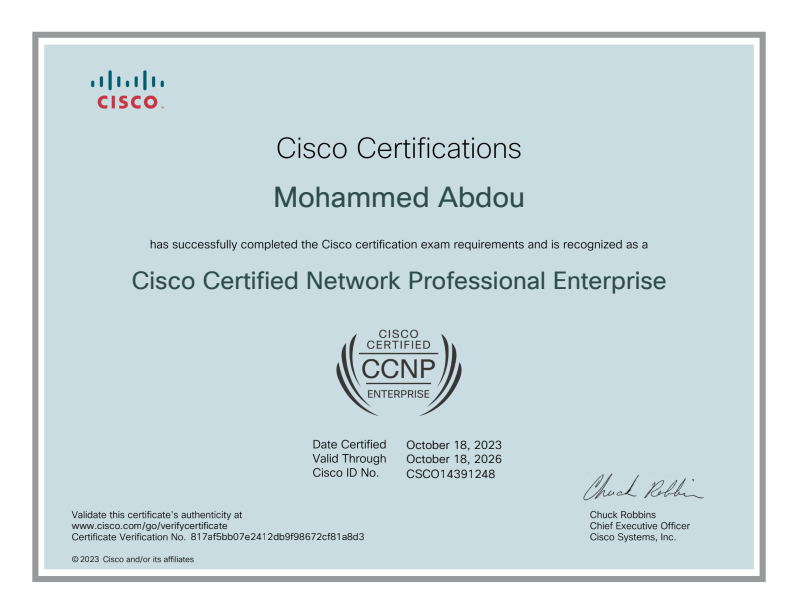 CISCO
Cisco Certifications
Mohammed Abdou
has successfully completed the Cisco certification exam requirements and is recognized as a
Cisco Certified Network Professional Enterprise
CISCO
CERTIFIED
CCNP
ENTERPRISE
Date Certified October 18, 2023
Valid Through October 18, 2026
Cisco ID No. CSCO14391248
Chuck Robbins
Validate this certificate's authenticity at
www.cisco.com/go/verifycertificate
Certificate Verification No. 817af5bb07e2412db9f98672cf81a8d3
Chuck Robbins
Chief Executive Officer
Cisco Systems, Inc.
© 2023 Cisco and/or its affiliates